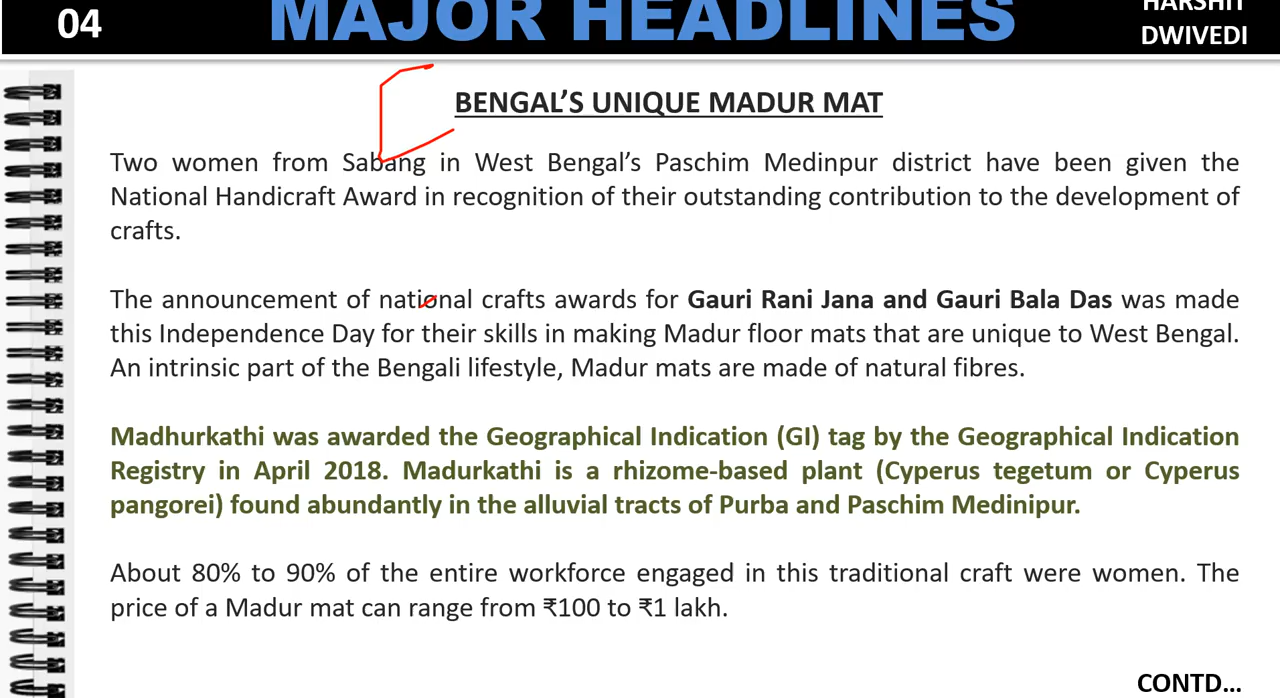 04
MAJOR HEADLINES
HARSHIT
DWIVEDI
BENGAL’S UNIQUE MADUR MAT
Two women from Sabang in West Bengal’s Paschim Medinpur district have been given the
National Handicraft Award in recognition of their outstanding contribution to the development of
crafts.
The announcement of national crafts awards for Gauri Rani Jana and Gauri Bala Das was made
this Independence Day for their skills in making Madur floor mats that are unique to West Bengal.
An intrinsic part of the Bengali lifestyle, Madur mats are made of natural fibres.
Madhurkathi was awarded the Geographical Indication (GI) tag by the Geographical Indication
Registry in April 2018. Madurkathi is a rhizome-based plant (Cyperus tegetum or Cyperus
pangorei) found abundantly in the alluvial tracts of Purba and Paschim Medinipur.
About 80% to 90% of the entire workforce engaged in this traditional craft were women. The
price of a Madur mat can range from ₹100 to ₹1 lakh.
CONTD...